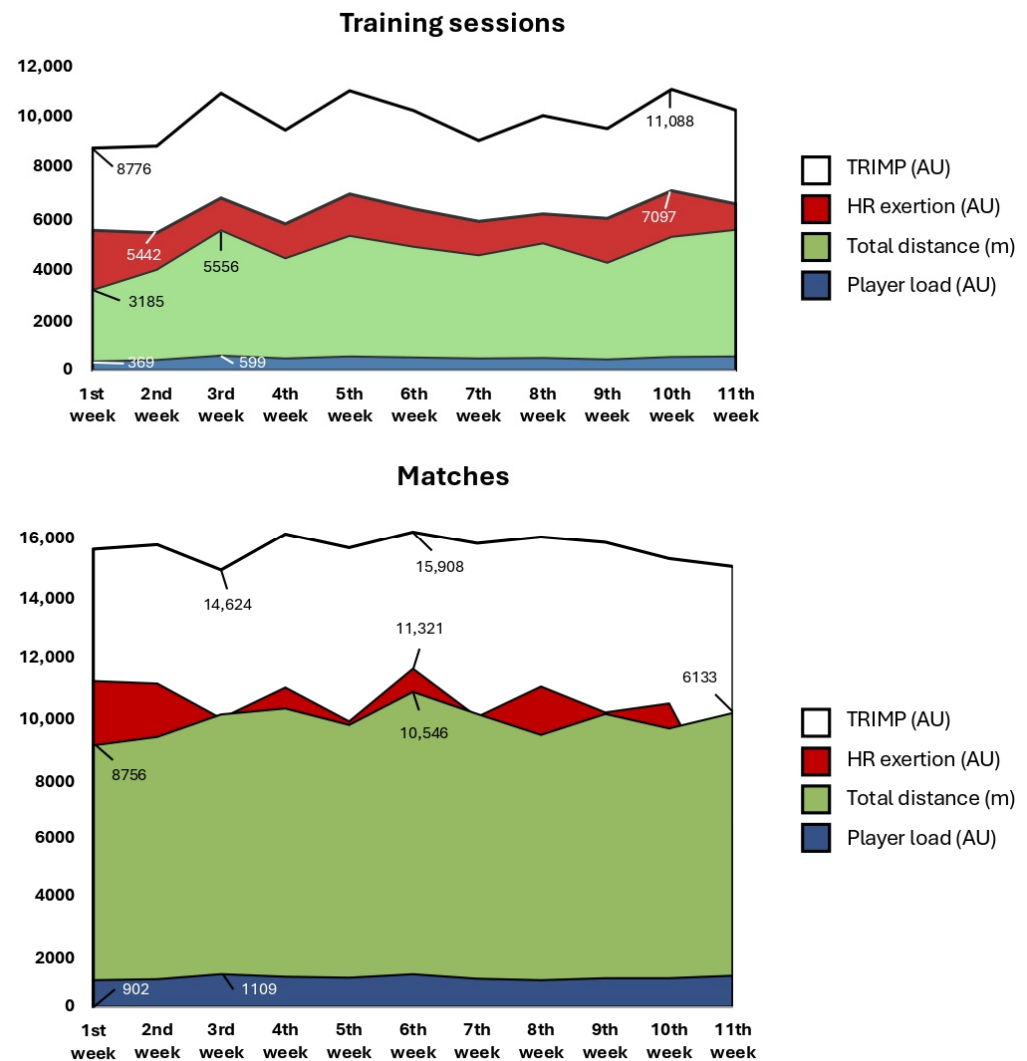 Training sessions
12,000
10,000
8000
6000
4000
2000
0
8776
5442
3185
369
5556
599
11,088
7097
1st week
2nd week
3rd week
4th week
5th week
6th week
7th week
8th week
9th week
10th week
11th week
TRIMP (AU)
HR exertion (AU)
Total distance (m)
Player load (AU)
Matches
16,000
14,000
12,000
10,000
8000
6000
4000
2000
0
14,624
15,908
11,321
6133
10,546
8756
902
1109
1st week
2nd week
3rd week
4th week
5th week
6th week
7th week
8th week
9th week
10th week
11th week
TRIMP (AU)
HR exertion (AU)
Total distance (m)
Player load (AU)